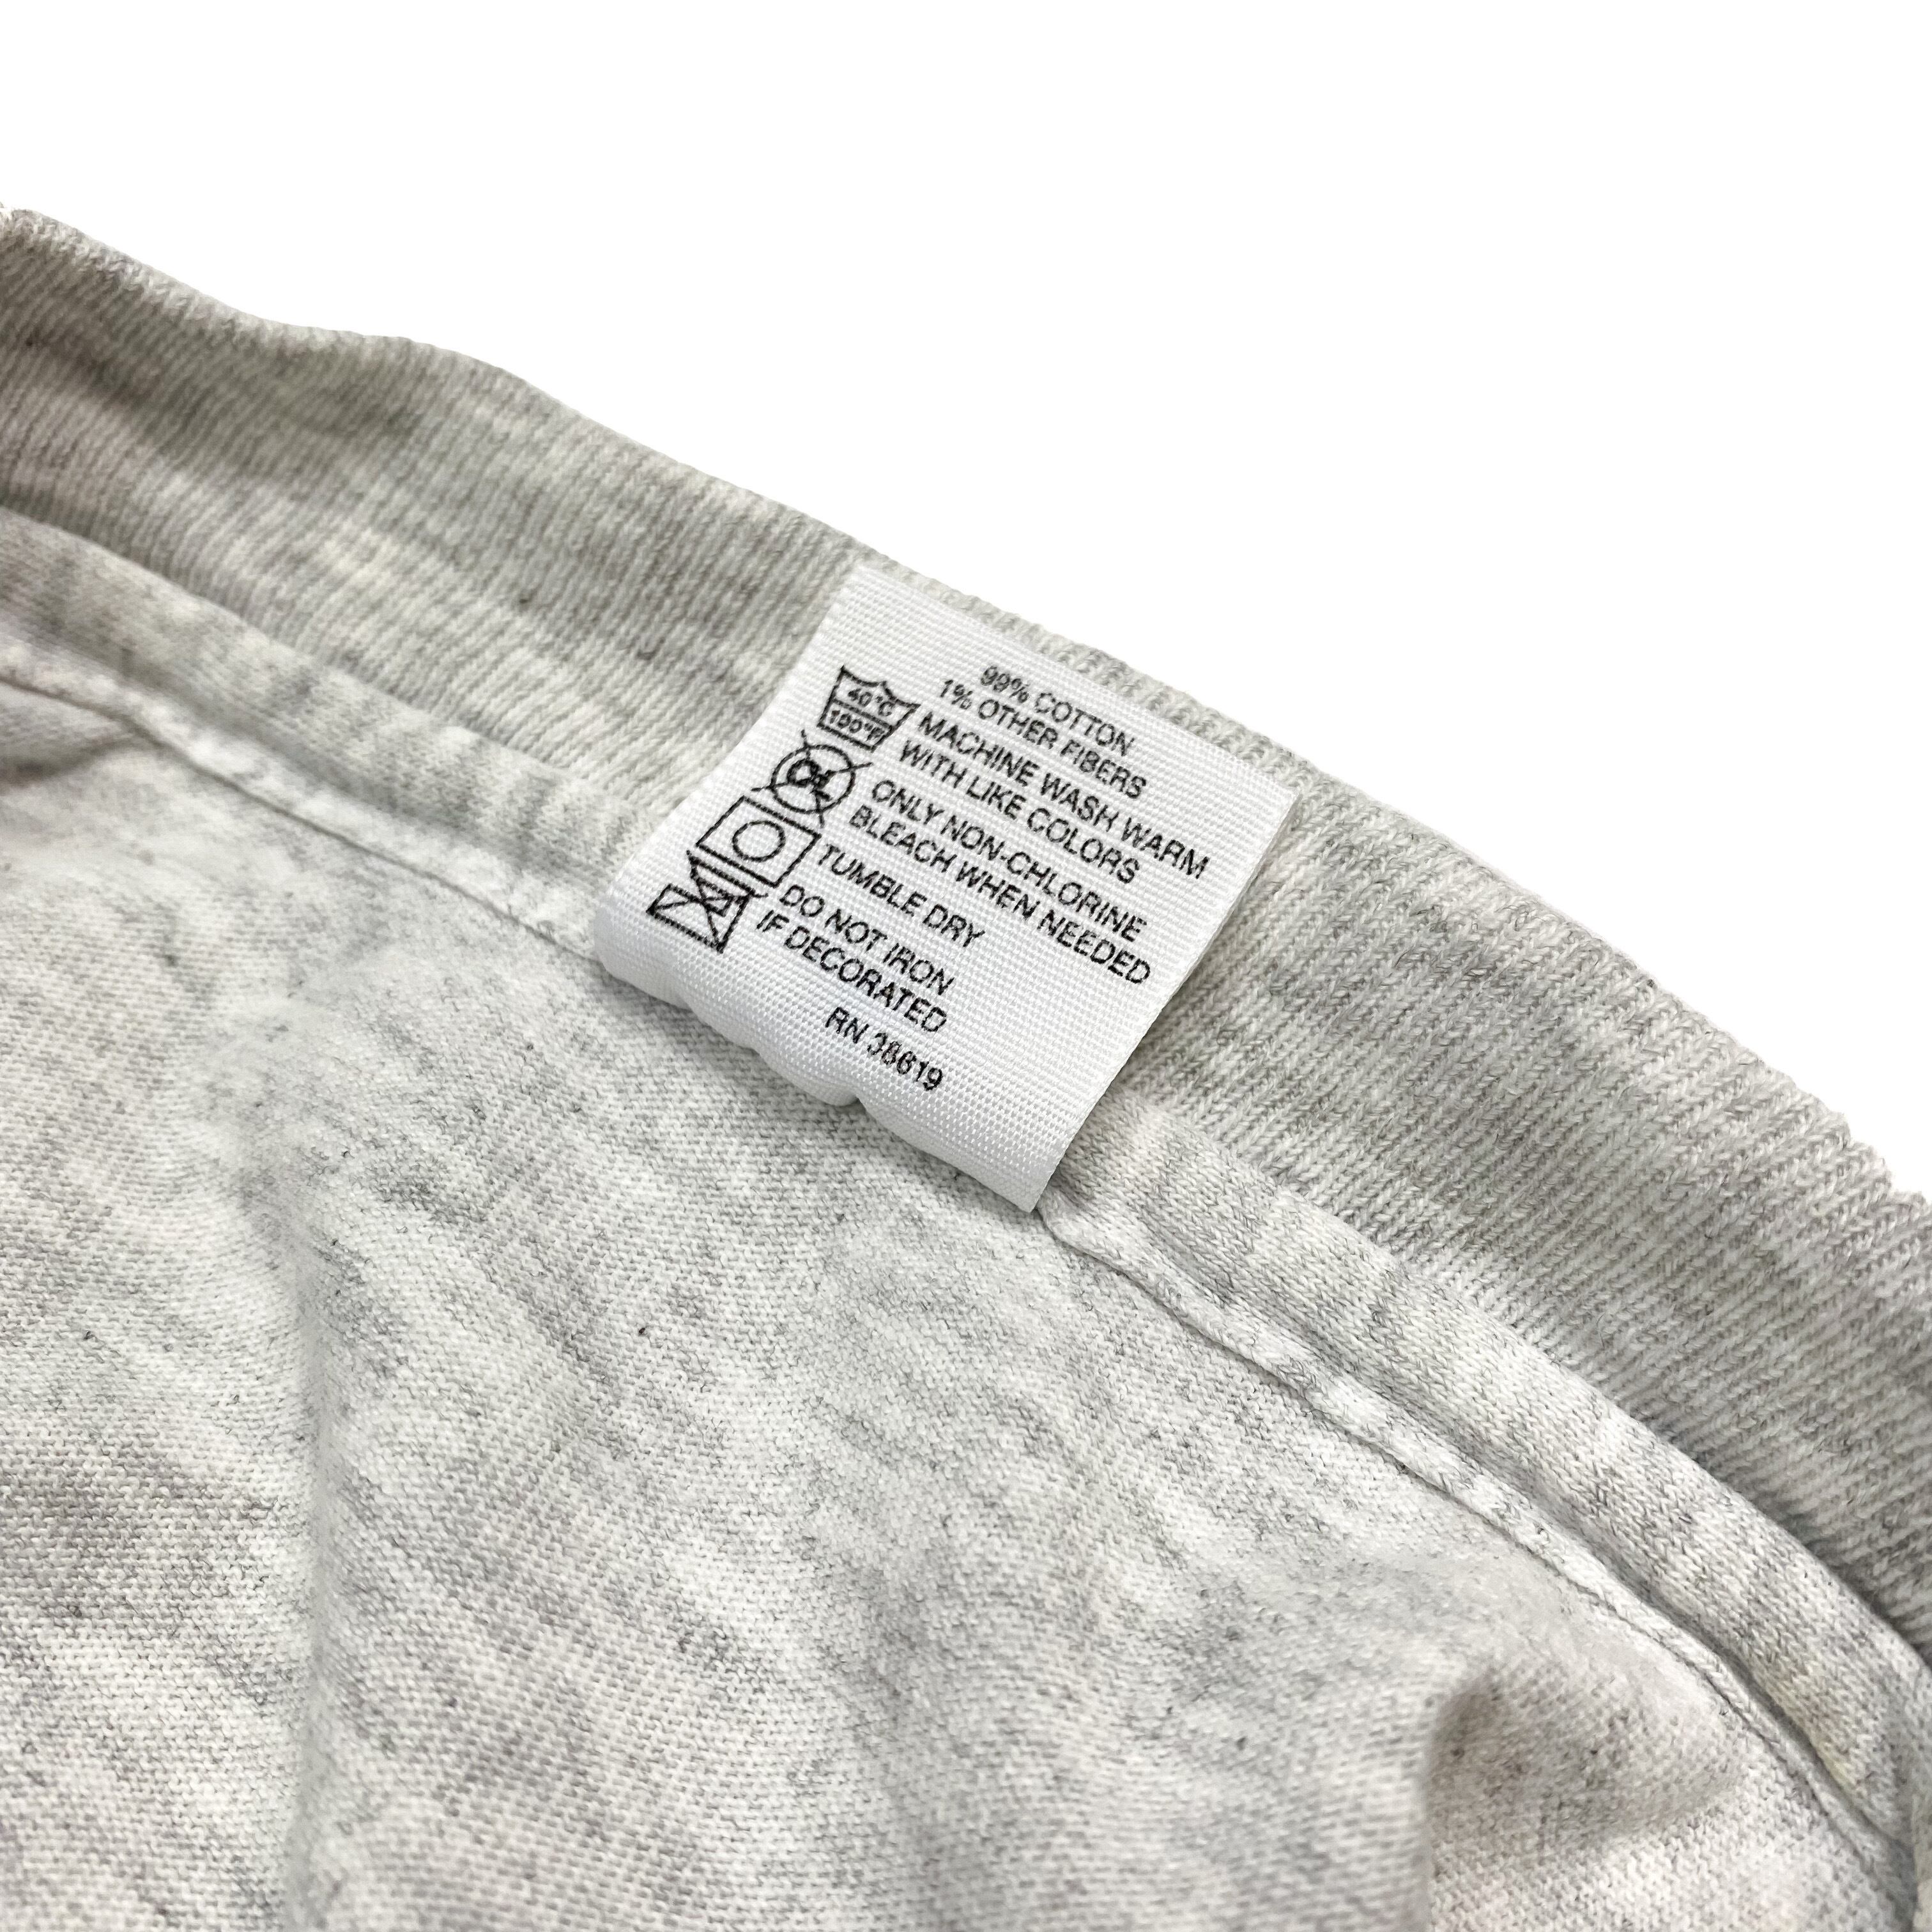 99% COTTON
1% OTHER FIBERS
40°C
100°F
MACHINE WASH WARM
WITH LIKE COLORS
ONLY NON-CHLORINE
BLEACH WHEN NEEDED
TUMBLE DRY
DO NOT IRON
IF DECORATED
RN 38619